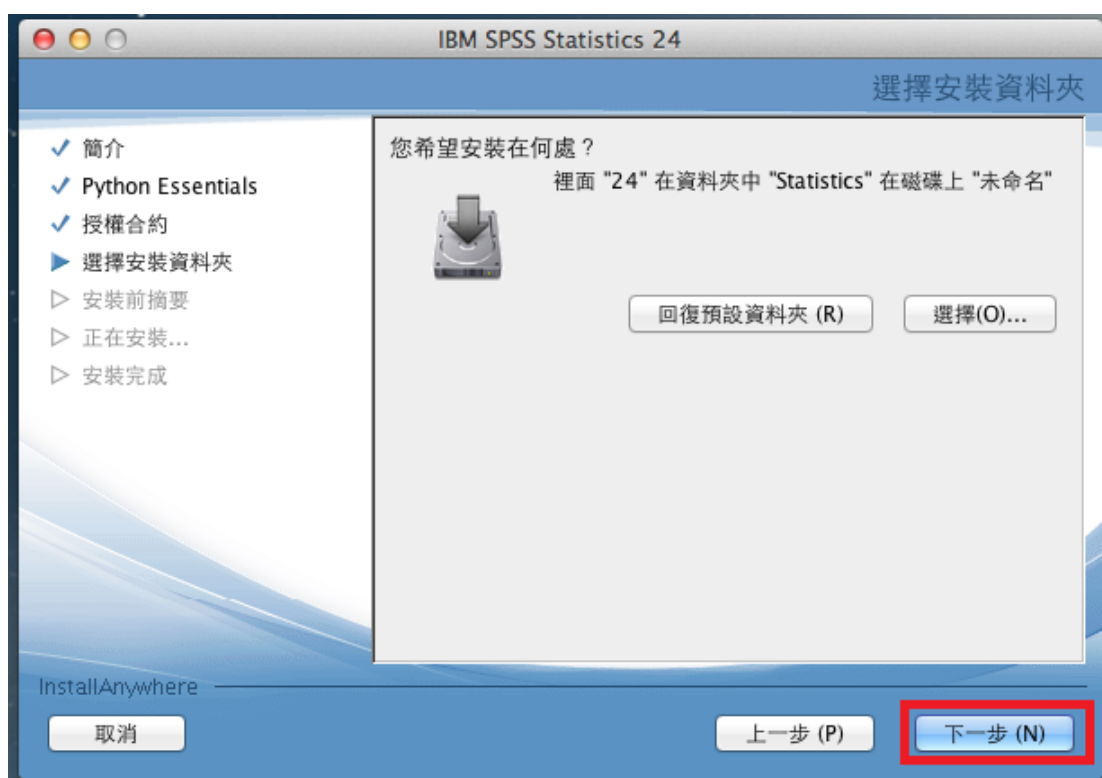 IBM SPSS Statistics 24
選擇安裝資料夾
簡介
Python Essentials
授權合約
選擇安裝資料夾
安裝前摘要
正在安裝...
安裝完成
您希望安裝在何處？
裡面 "24" 在資料夾中 "Statistics" 在磁碟上 "未命名"
回復預設資料夾 (R)
選擇(O)...
InstallAnywhere
取消
上一步 (P)
下一步 (N)